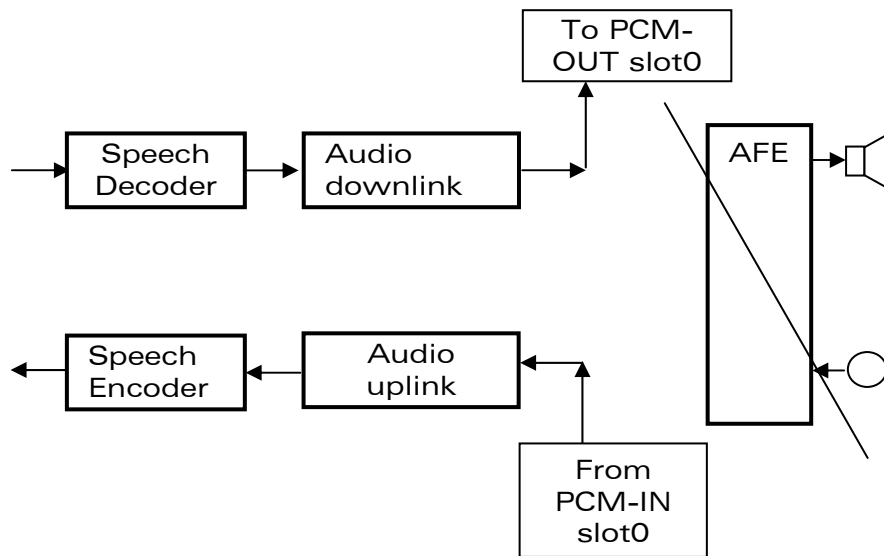 To PCM-
OUT slot0
Speech
Decoder
Audio
downlink
AFE
Speech
Encoder
Audio
uplink
From
PCM-IN
slot0